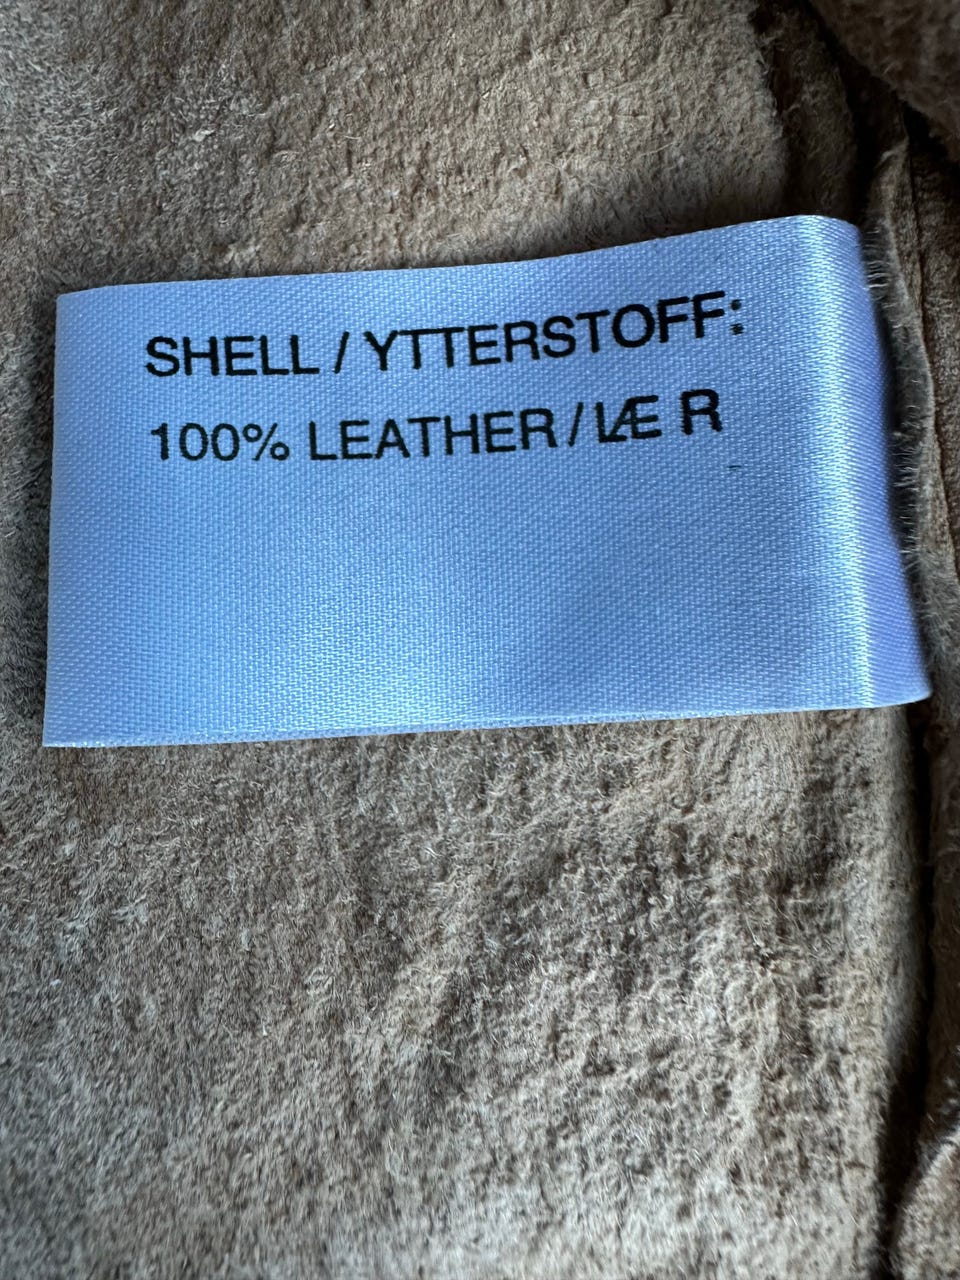 SHELL / YTTERSTOFF:
100% LEATHER / LÆ R